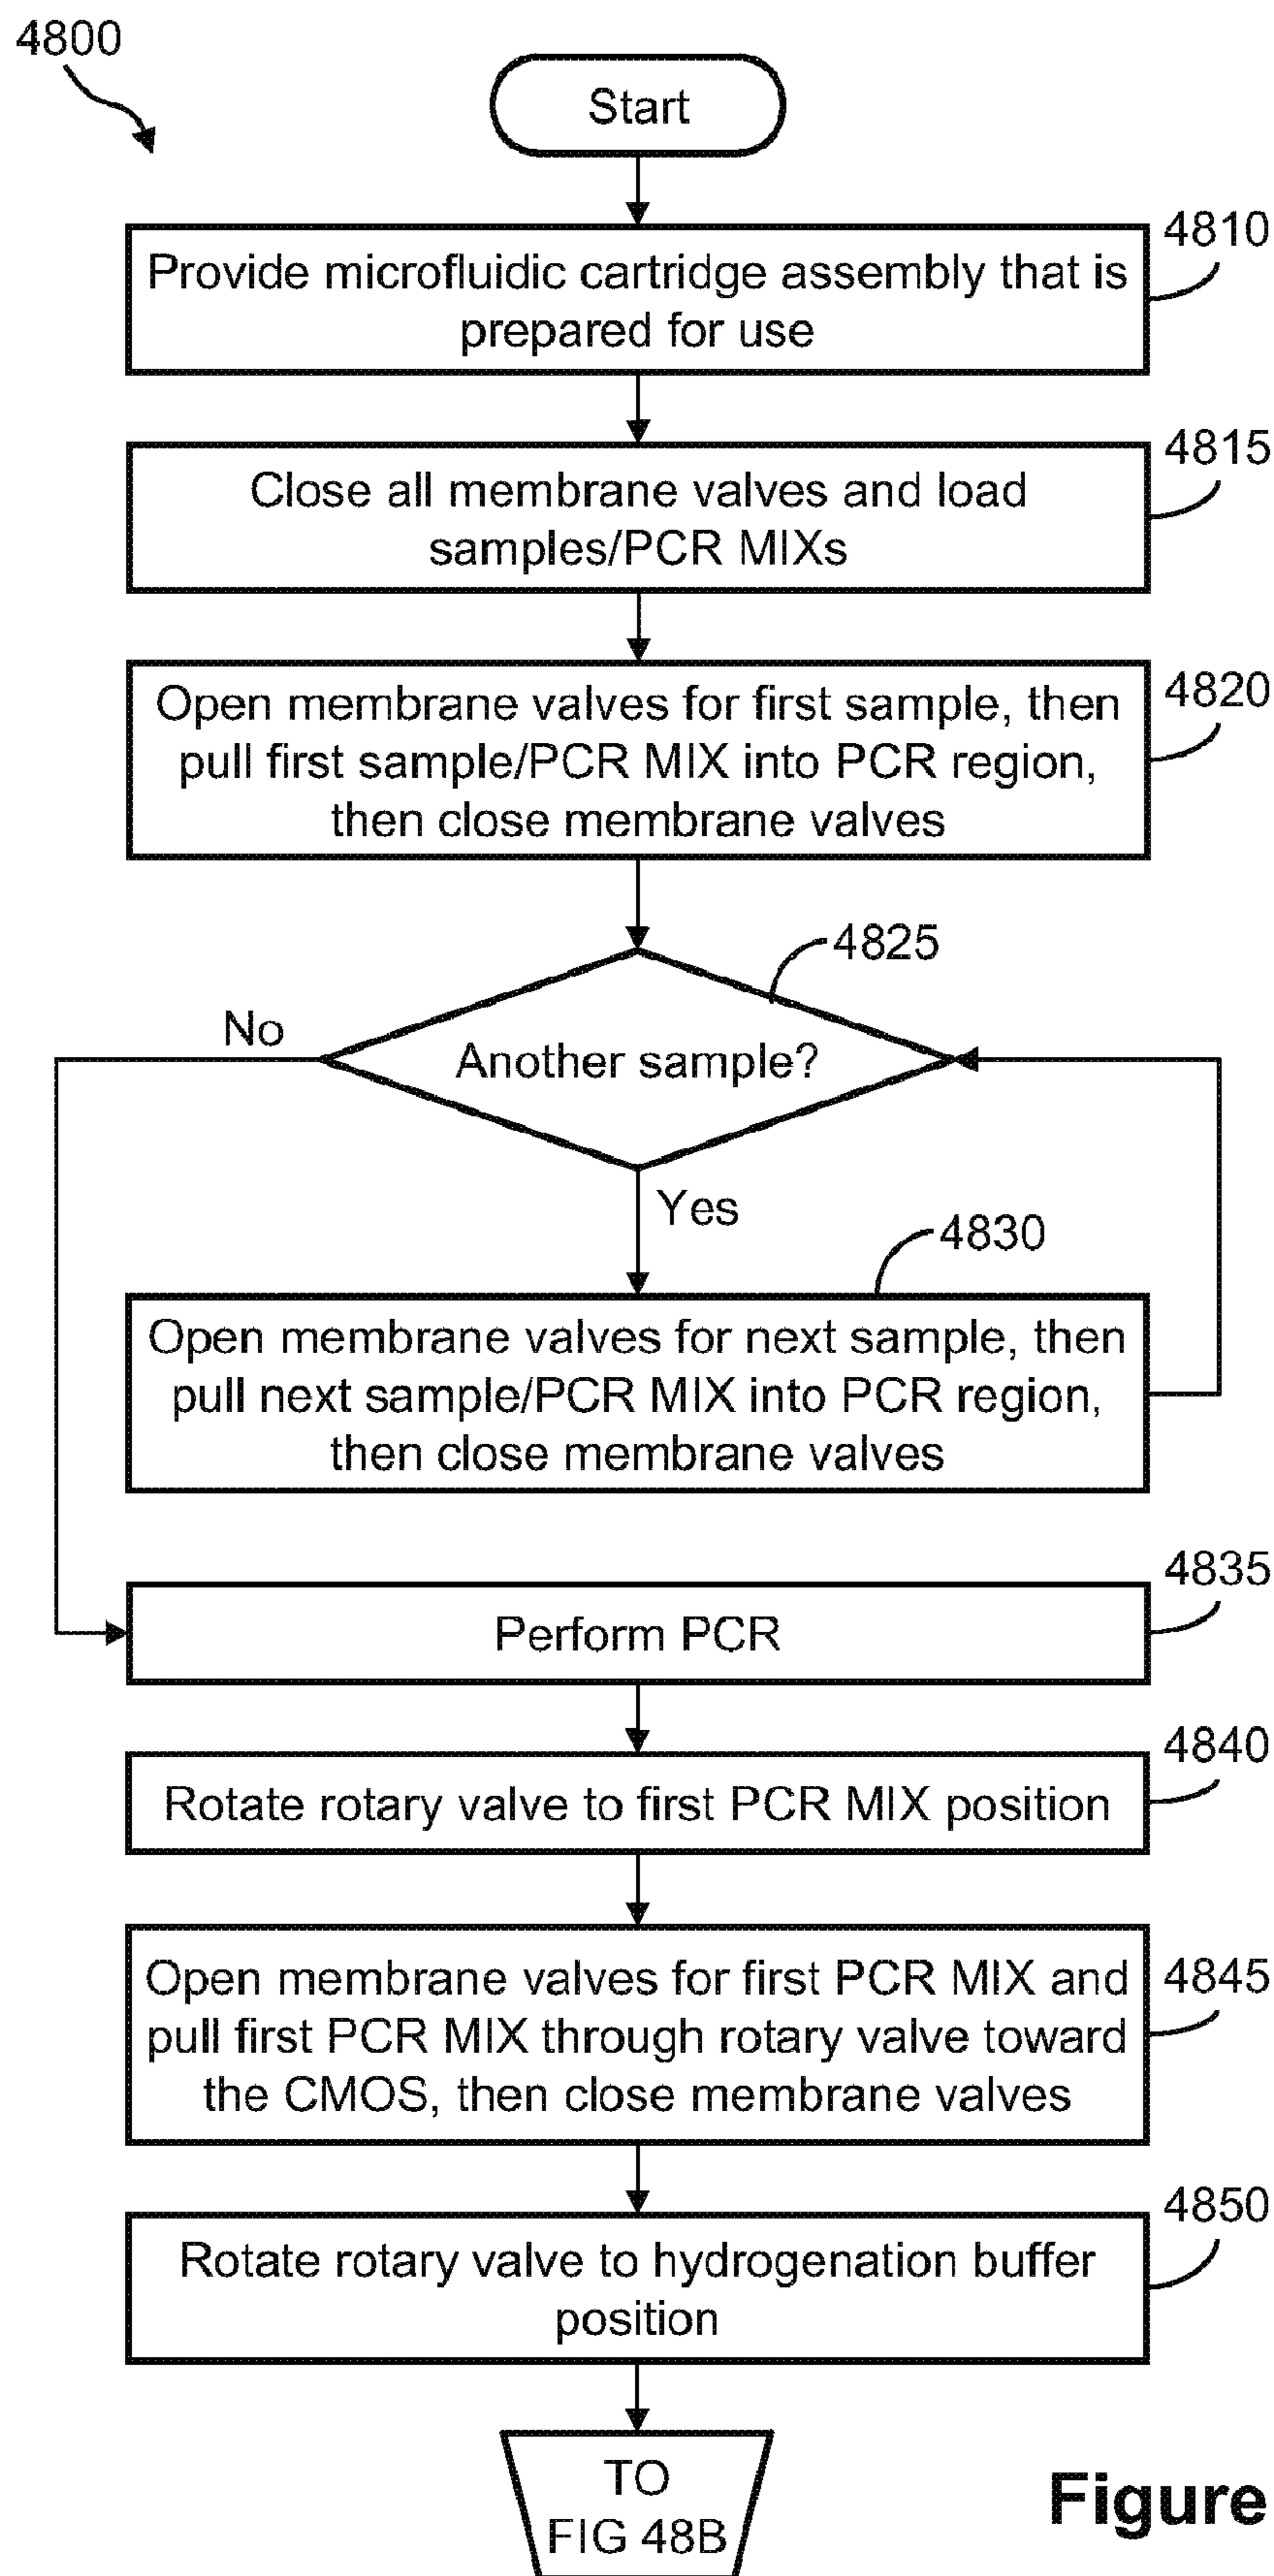 4800
Start
4810
Provide microfluidic cartridge assembly that is
prepared for use
4815
Close all membrane valves and load
samples/PCR MIXs
4820
Open membrane valves for first sample, then
pull first sample/PCR MIX into PCR region,
then close membrane valves
4825
No
Another sample?
Yes
4830
Open membrane valves for next sample, then
pull next sample/PCR MIX into PCR region,
then close membrane valves
4835
Perform PCR
4840
Rotate rotary valve to first PCR MIX position
4845
Open membrane valves for first PCR MIX and
pull first PCR MIX through rotary valve toward
the CMOS, then close membrane valves
4850
Rotate rotary valve to hydrogenation buffer
position
TO
FIG 48B
Figure